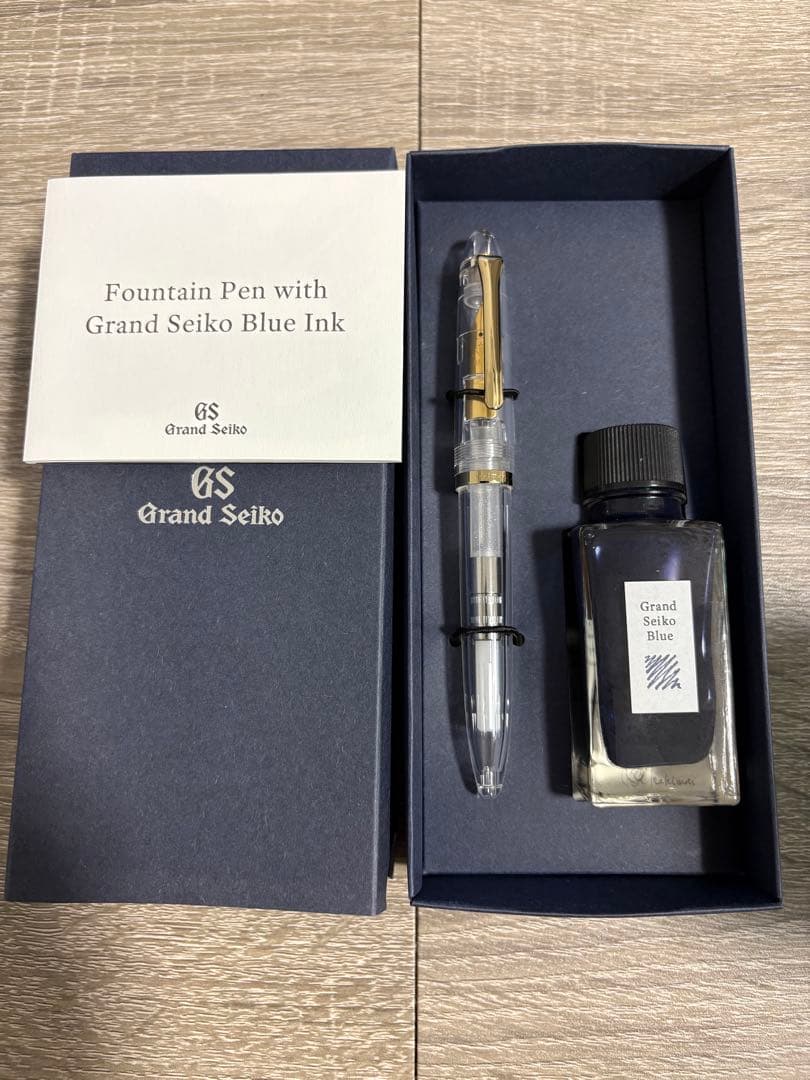 Fountain Pen with
Grand Seiko Blue Ink
GS
Grand Seiko
GS
Grand Seiko
Grand
Seiko
Blue